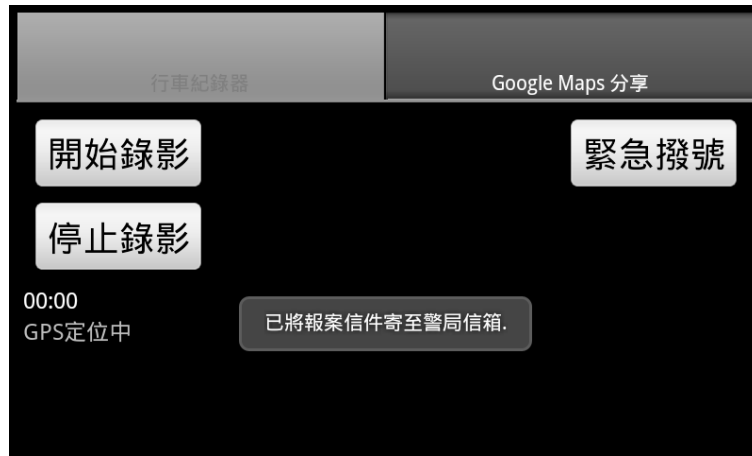 行車紀錄器
Google Maps 分享
開始錄影
緊急撥號
停止錄影
00:00
GPS定位中
已將報案信件寄至警局信箱.